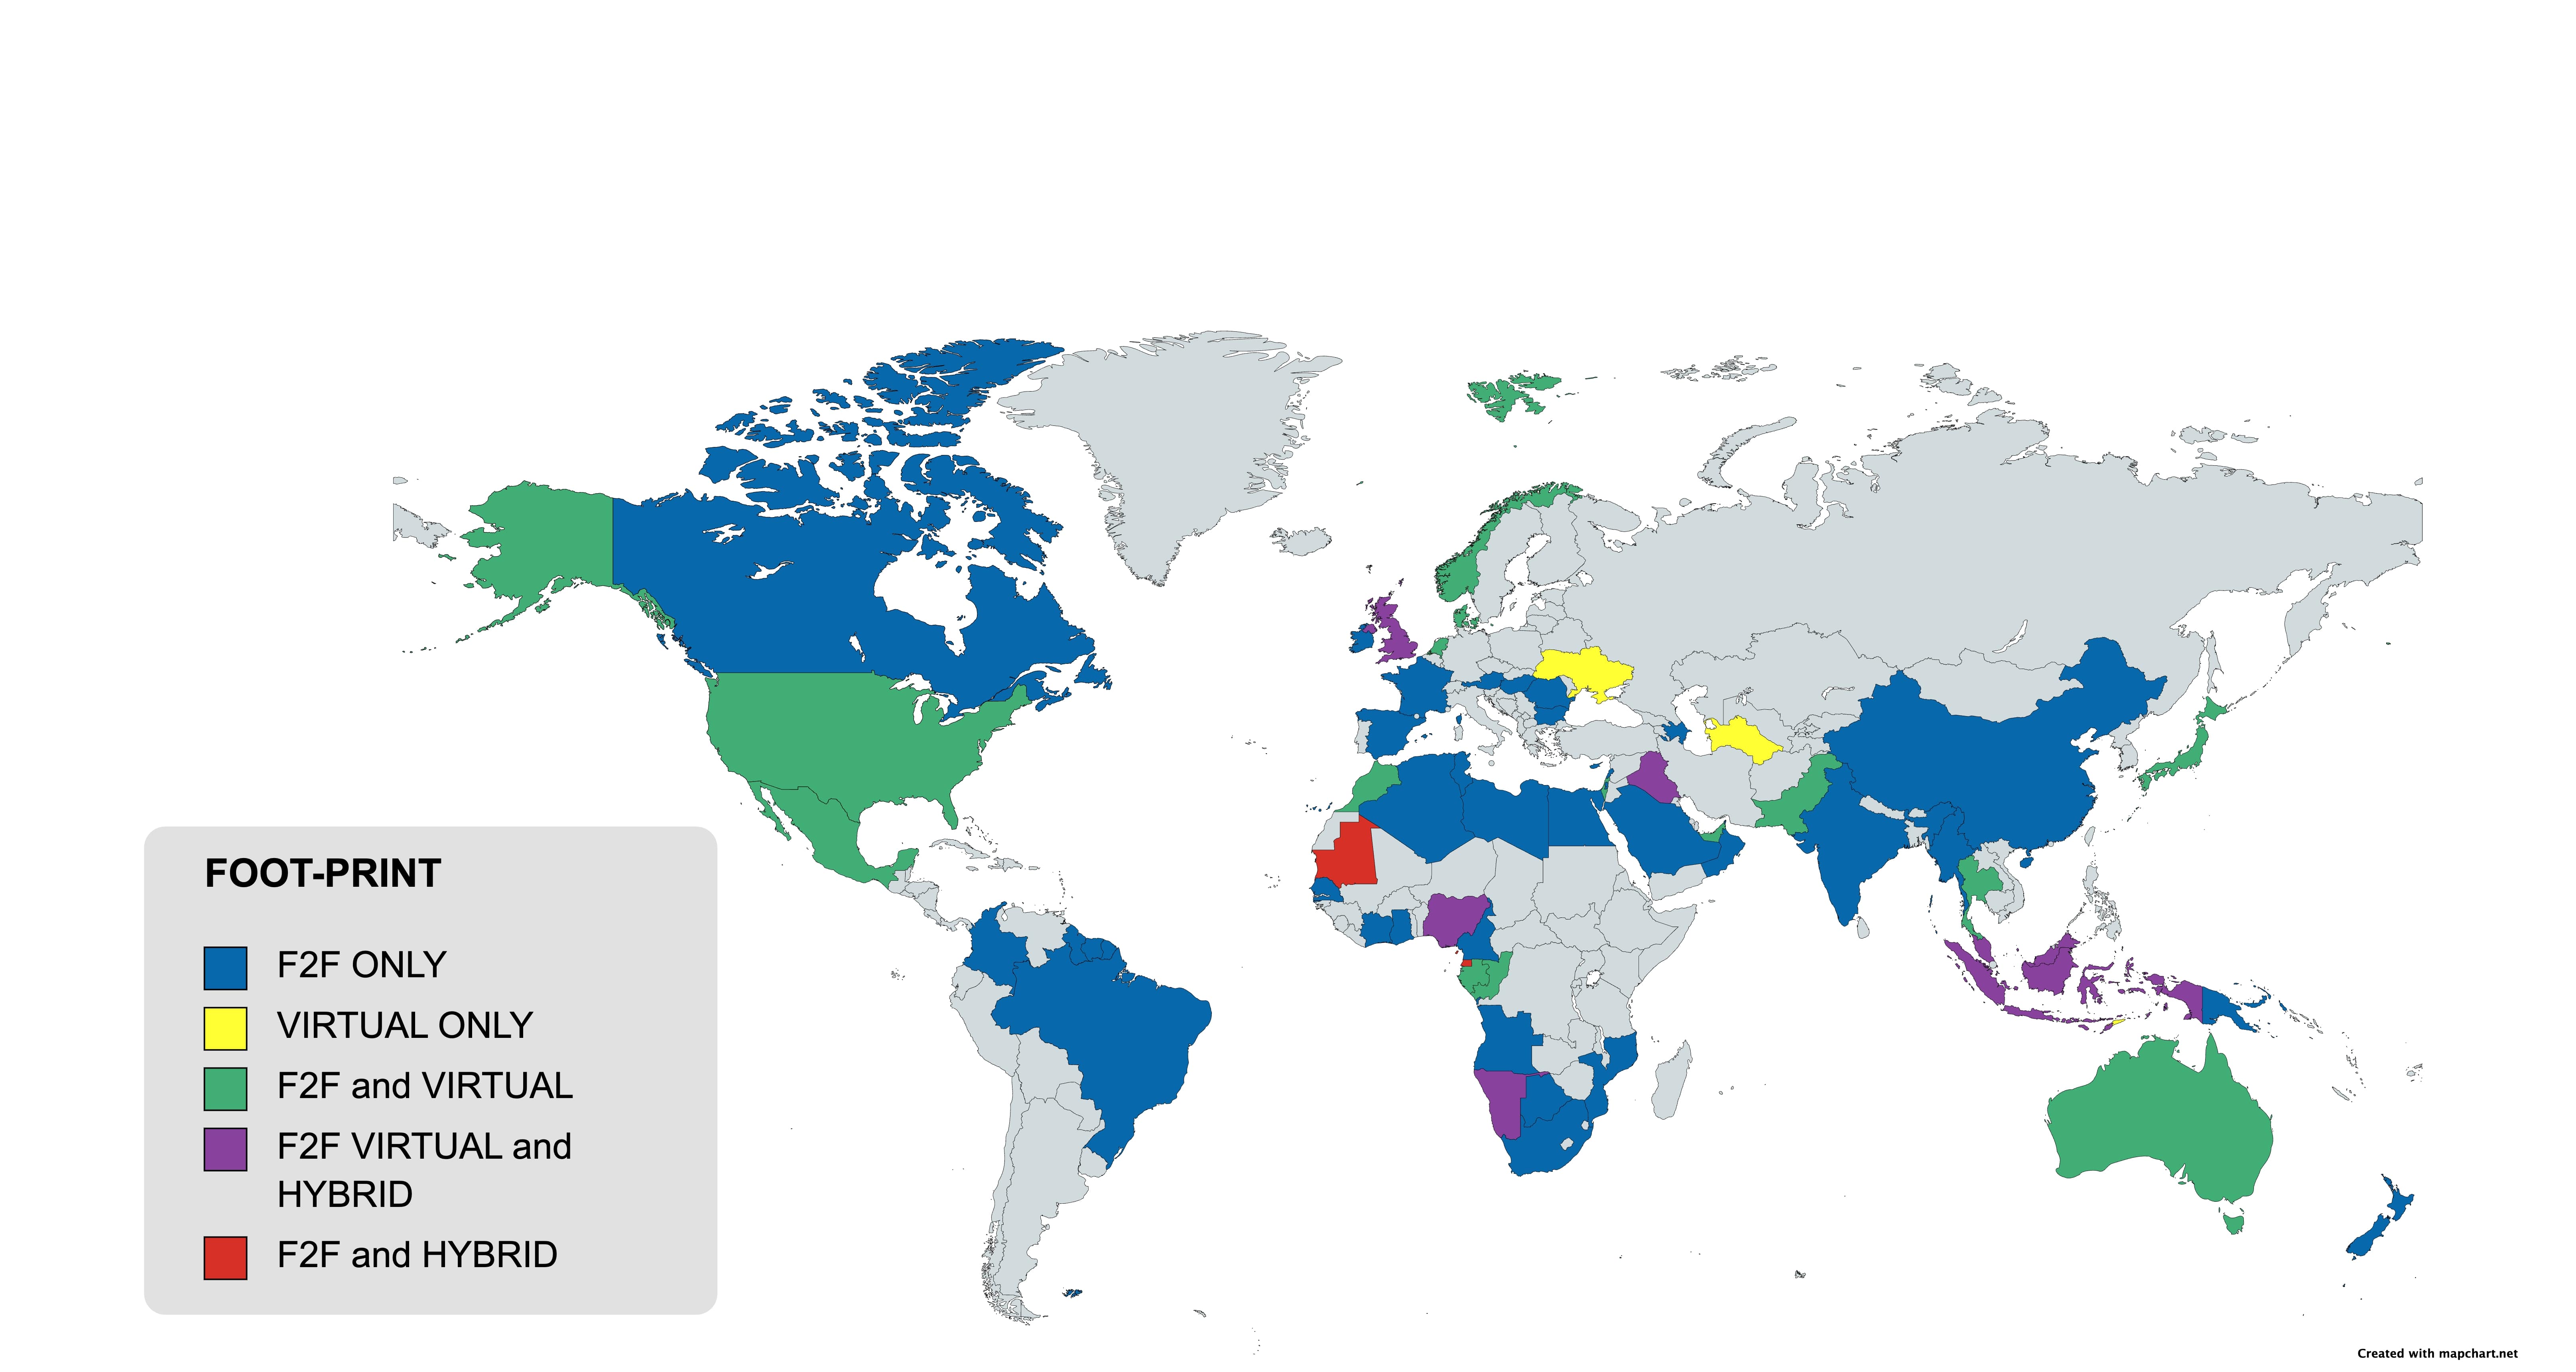 FOOT-PRINT
F2F ONLY
VIRTUAL ONLY
F2F and VIRTUAL
F2F VIRTUAL and
HYBRID
F2F and HYBRID
Created with mapchart.net